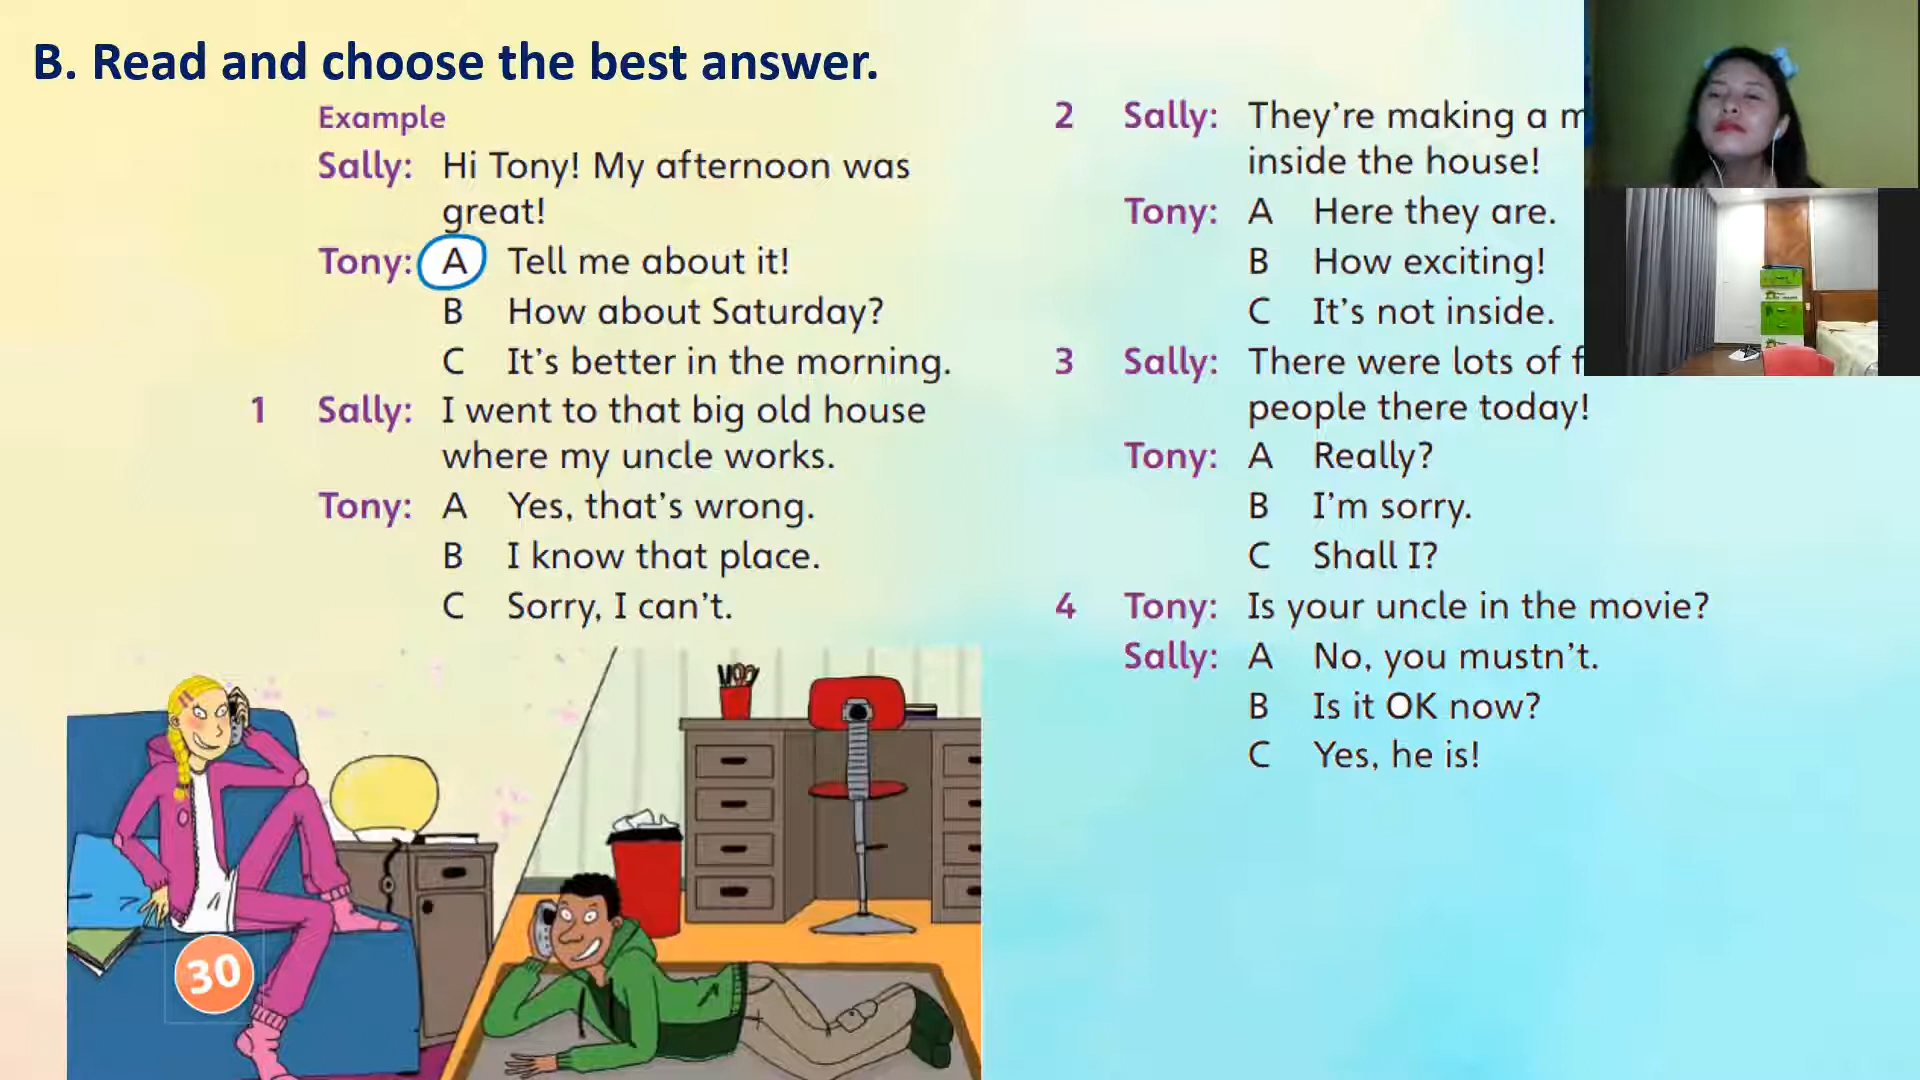 B. Read and choose the best answer.
Example
Sally: Hi Tony! My afternoon was
great!
Tony: A Tell me about it!
B How about Saturday?
C It's better in the morning.
1 Sally: I went to that big old house
where my uncle works.
Tony: A Yes, that's wrong.
B I know that place.
C Sorry, I can't.
2 Sally: They're making a
inside the house!
Tony: A Here they are.
B How exciting!
C It's not inside.
3 Sally: There were lots of
people there today!
Tony: A Really?
B I'm sorry.
C Shall I?
4 Tony: Is your uncle in the movie?
Sally: A No, you mustn't.
B Is it OK now?
C Yes, he is!
30